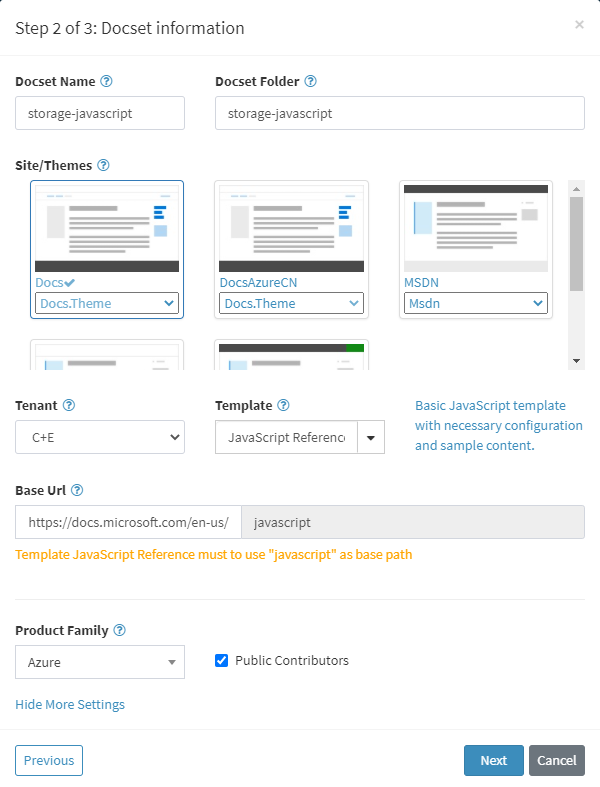 Step 2 of 3: Docset information
×
Docset Name ?
Docset Folder ?
storage-javascript
storage-javascript
Site/Themes ?
Docs
DocsAzureCN
MSDN
Docs.Theme
Docs.Theme
Msdn
Tenant ?
Template ?
C+E
JavaScript Reference
Basic JavaScript template
with necessary configuration
and sample content.
Base Url ?
https://docs.microsoft.com/en-us/
javascript
Template JavaScript Reference must to use "javascript" as base path
Product Family ?
Azure
Public Contributors
Hide More Settings
Previous
Next
Cancel